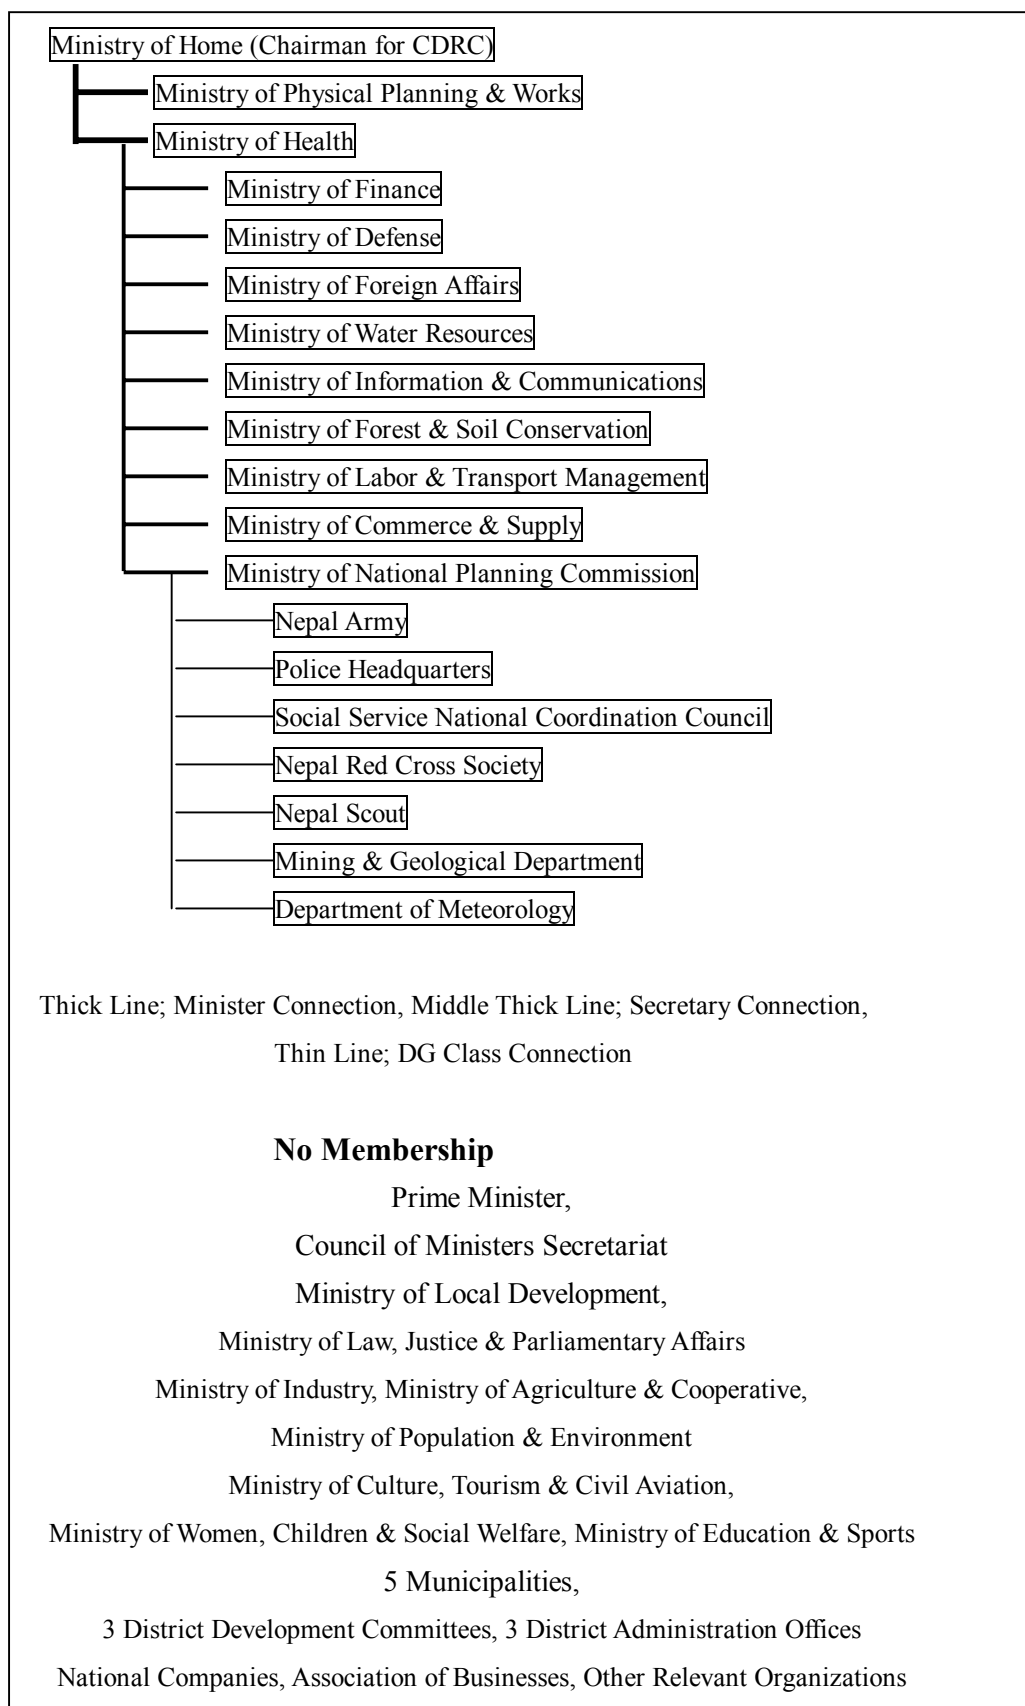 Ministry of Home (Chairman for CDRC)
Ministry of Physical Planning & Works
Ministry of Health
Ministry of Finance
Ministry of Defense
Ministry of Foreign Affairs
Ministry of Water Resources
Ministry of Information & Communications
Ministry of Forest & Soil Conservation
Ministry of Labor & Transport Management
Ministry of Commerce & Supply
Ministry of National Planning Commission
Nepal Army
Police Headquarters
Social Service National Coordination Council
Nepal Red Cross Society
Nepal Scout
Mining & Geological Department
Department of Meteorology
Thick Line; Minister Connection, Middle Thick Line; Secretary Connection,
Thin Line; DG Class Connection
No Membership
Prime Minister,
Council of Ministers Secretariat
Ministry of Local Development,
Ministry of Law, Justice & Parliamentary Affairs
Ministry of Industry, Ministry of Agriculture & Cooperative,
Ministry of Population & Environment
Ministry of Culture, Tourism & Civil Aviation,
Ministry of Women, Children & Social Welfare, Ministry of Education & Sports
5 Municipalities,
3 District Development Committees, 3 District Administration Offices
National Companies, Association of Businesses, Other Relevant Organizations